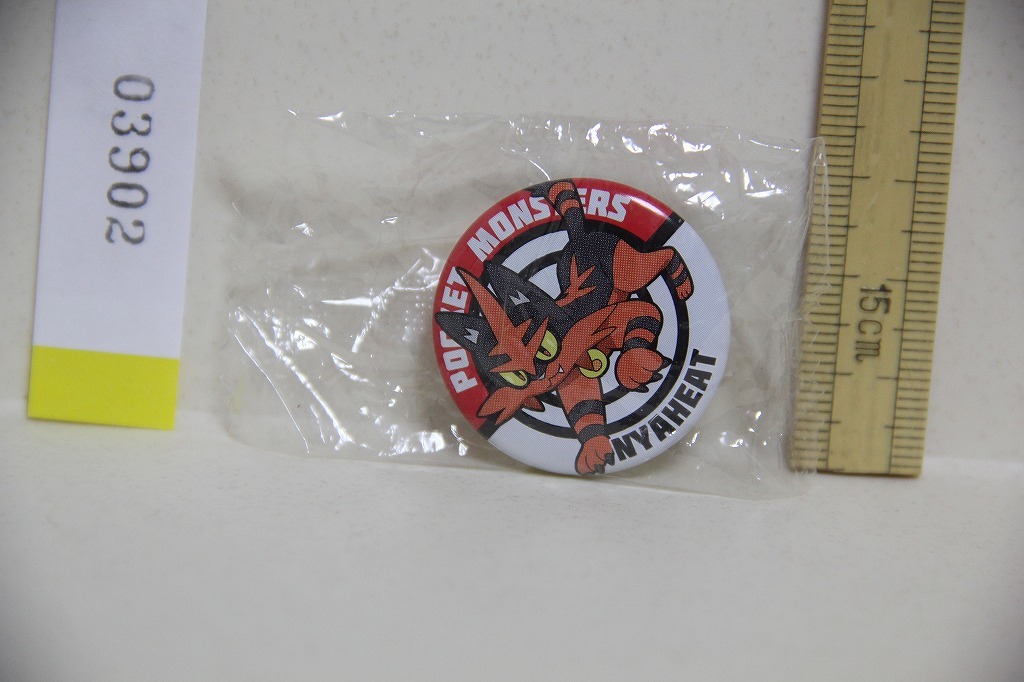 03902
POCKET MONSTERS
NYAHEAT
15cm